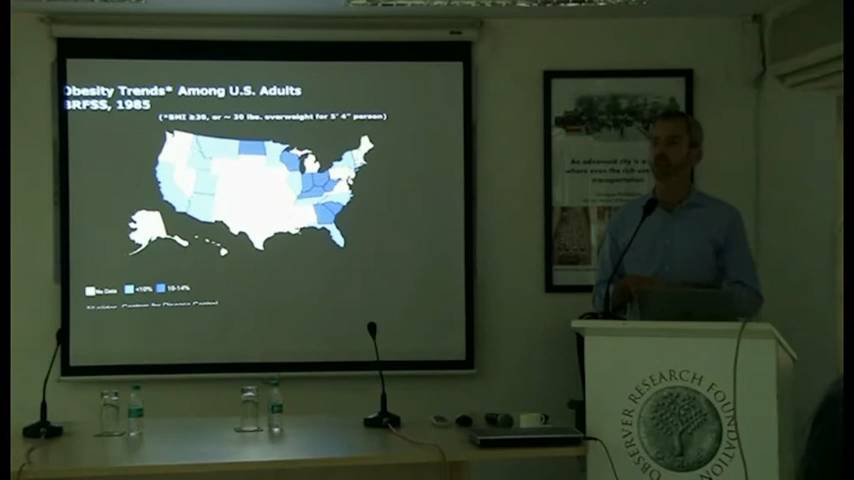 Obesity Trends* Among U.S. Adults
BRFSS, 1985
(*BMI ≥30, or ~ 30 lbs. overweight for 5' 4" person)
No Data <10% 10-14%
An advanced city is
where even the rich use
transportation
OBSERVER RESEARCH FOUNDATION